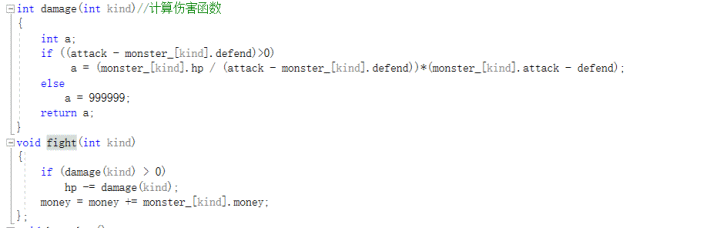 int damage(int kind)//计算伤害函数
{
int a;
if ((attack - monster_[kind].defend)>0)
a = (monster_[kind].hp / (attack - monster_[kind].defend))*(monster_[kind].attack - defend);
else
a = 999999;
return a;
}
void fight(int kind)
{
if (damage(kind) > 0)
hp -= damage(kind);
money = money += monster_[kind].money;
};